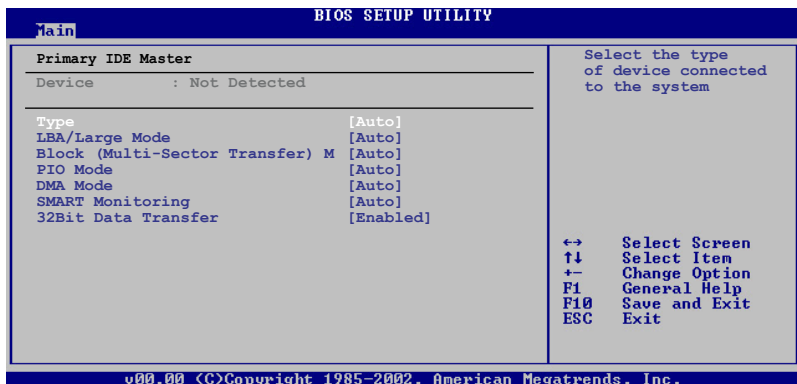 BIOS SETUP UTILITY
Main
Primary IDE Master
Device : Not Detected
Type [Auto]
LBA/Large Mode [Auto]
Block (Multi-Sector Transfer) M [Auto]
PIO Mode [Auto]
DMA Mode [Auto]
SMART Monitoring [Auto]
32Bit Data Transfer [Enabled]
Select the type
of device connected
to the system
←→ Select Screen
↑↓ Select Item
+- Change Option
F1 General Help
F10 Save and Exit
ESC Exit
v00.00 (C)Copyright 1985-2002, American Megatrends, Inc.